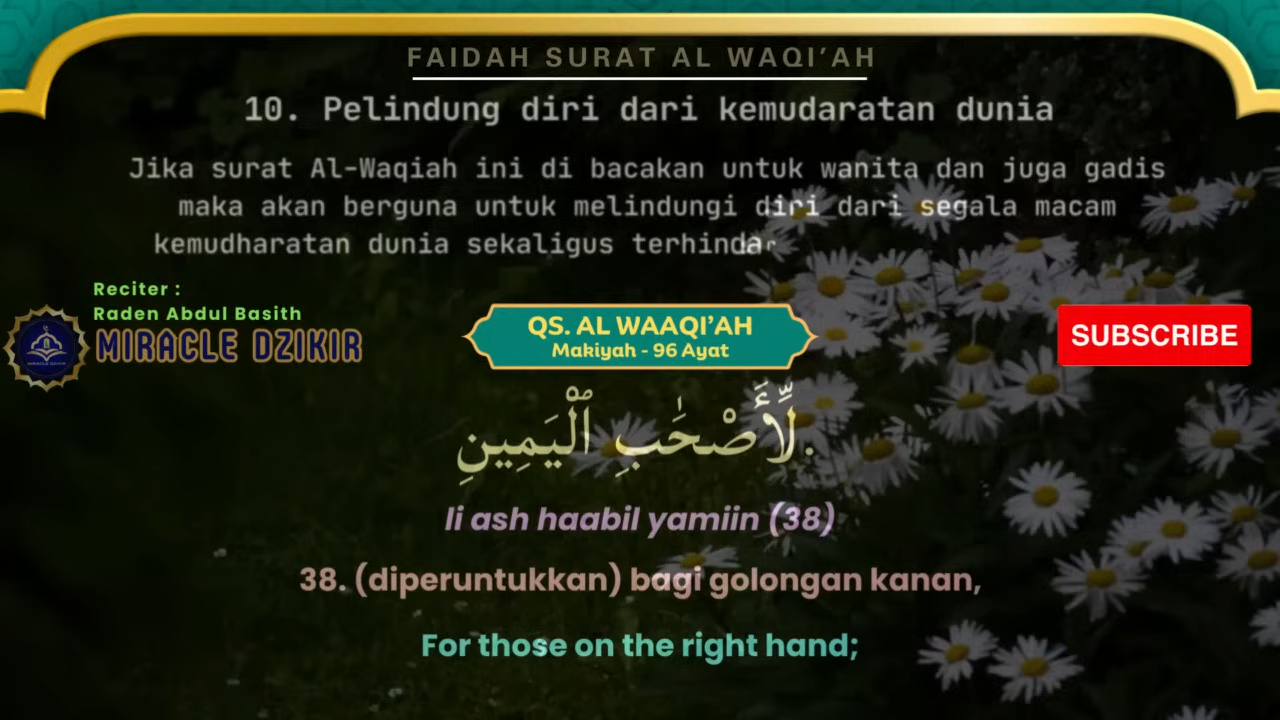 FAIDAH SURAT AL WAQI’AH
10. Pelindung diri dari kemudaratan dunia
Jika surat Al-Waqiah ini di bacakan untuk wanita dan juga gadis
maka akan berguna untuk melindungi diri dari segala macam
kemudharatan dunia sekaligus terhindar
Reciter :
Raden Abdul Basith
MIRACLE DZIKIR
QS. AL WAAQI’AH
Makiyah - 96 Ayat
SUBSCRIBE
لِّأَصْحَٰبِ ٱلْيَمِينِ.
li ash haabil yamiin (38)
38. (diperuntukkan) bagi golongan kanan,
For those on the right hand;